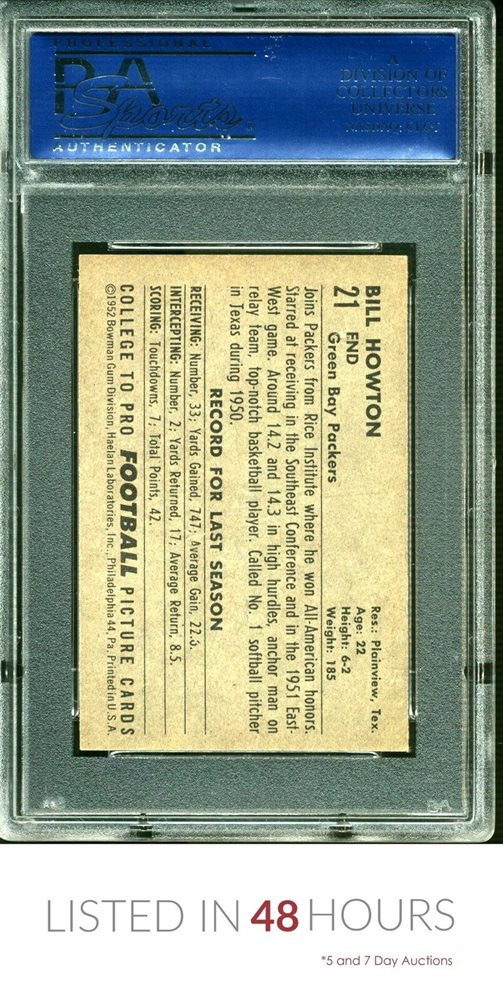 PROFESSIONAL
PSA
Sports
AUTHENTICATOR
A
DIVISION OF
COLLECTORS
UNIVERSE
BILL HOWTON
21 END
Green Bay Packers
Res.: Plainview, Tex.
Age: 22
Height: 6-2
Weight: 185
Joins Packers from Rice Institute where he won All-American honors.
Starred at receiving in the Southeast Conference and in the 1951 East-
West game. Around 14.2 and 14.3 in high hurdles, anchor man on
relay team, top-notch basketball player. Called No. 1 softball pitcher
in Texas during 1950.
RECORD FOR LAST SEASON
RECEIVING: Number, 33; Yards Gained, 747; Average Gain, 22.6.
INTERCEPTING: Number, 2; Yards Returned, 17; Average Return, 8.5.
SCORING: Touchdowns, 7; Total Points, 42.
COLLEGE TO PRO FOOTBALL PICTURE CARDS
©1952 Bowman Gum Division, Haelan Laboratories, Inc., Philadelphia 44, Pa. Printed in U.S.A.
LISTED IN 48 HOURS
*5 and 7 Day Auctions